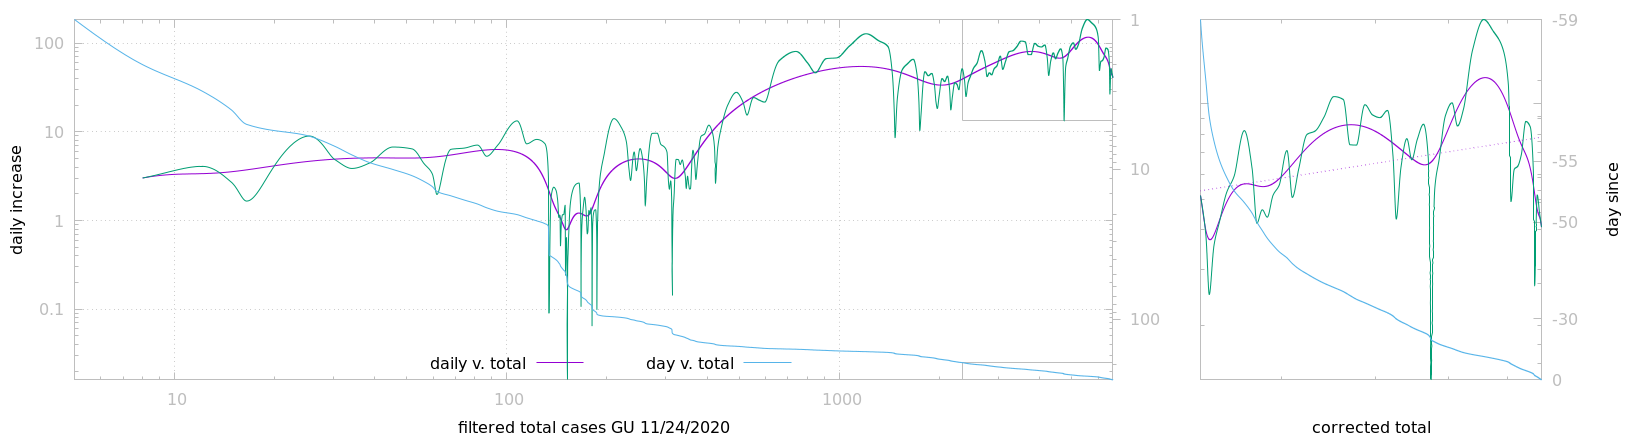 100
10
1
0.1
daily increase
10
100
1000
1
10
100
daily v. total
day v. total
filtered total cases GU 11/24/2020
-59
-55
-50
-30
0
day since
corrected total